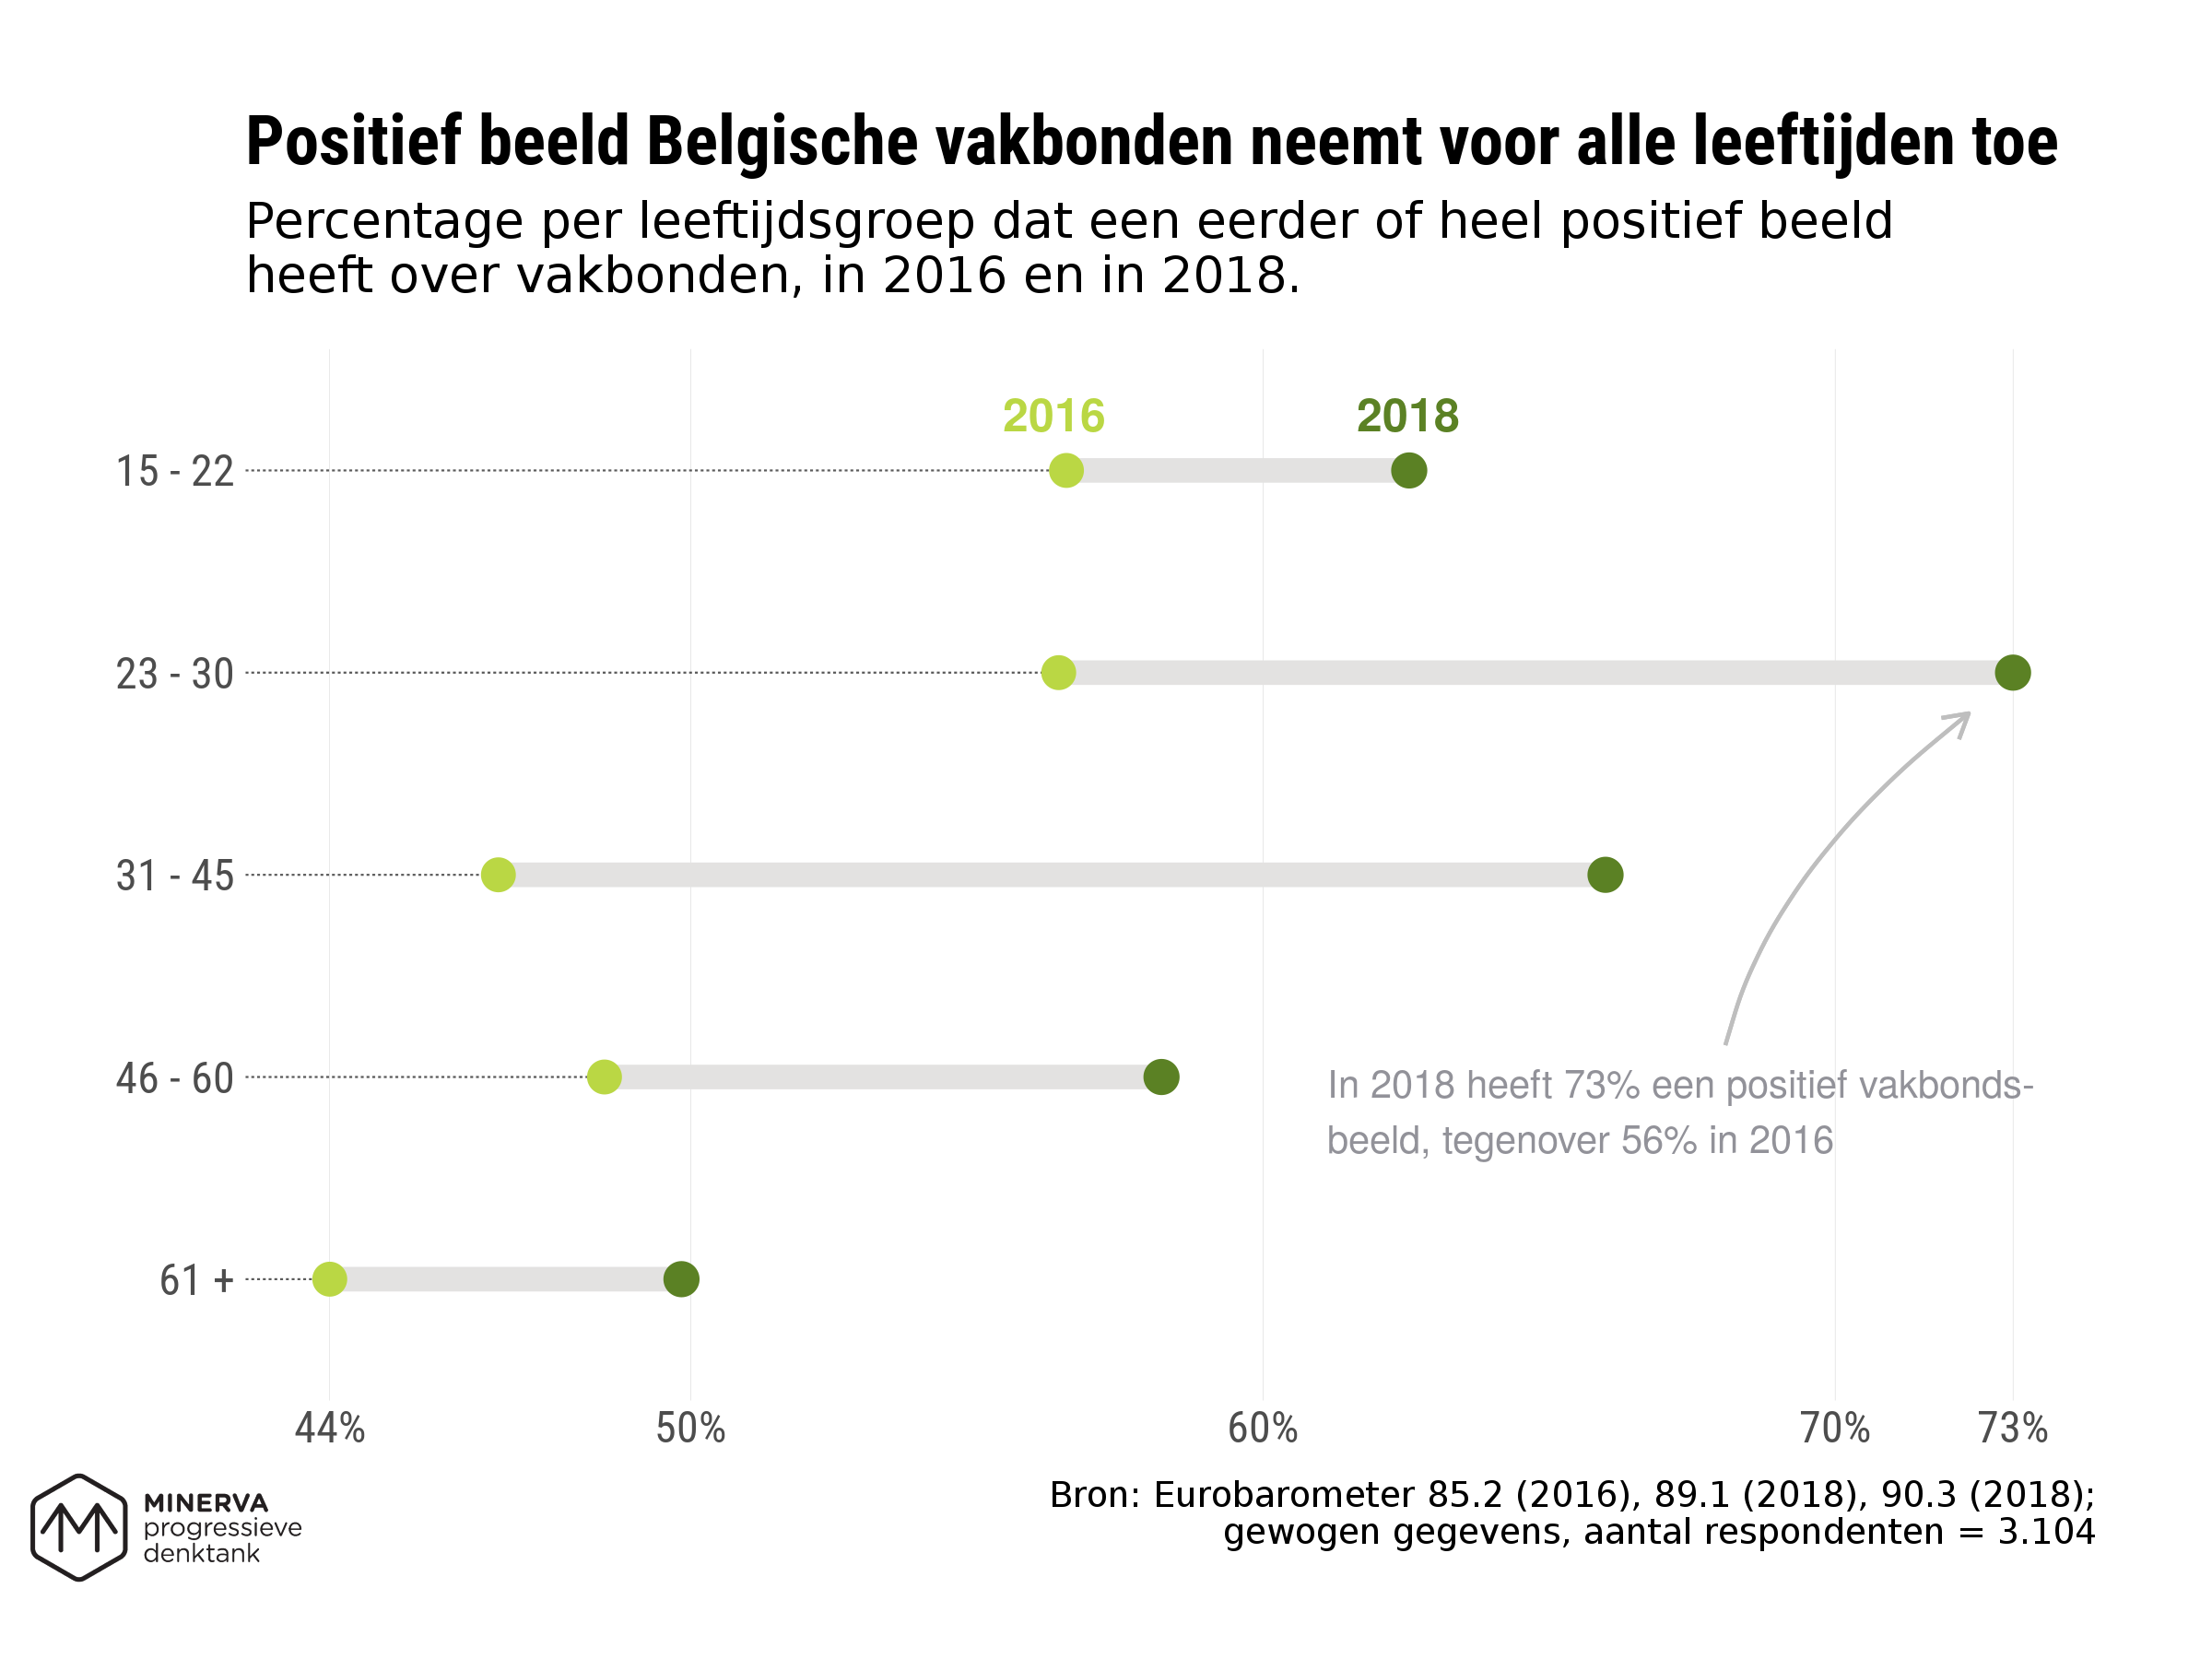 Positief beeld Belgische vakbonden neemt voor alle leeftijden toe
Percentage per leeftijdsgroep dat een eerder of heel positief beeld
heeft over vakbonden, in 2016 en in 2018.
2016
2018
15 - 22
23 - 30
31 - 45
46 - 60
In 2018 heeft 73% een positief vakbonds-
beeld, tegenover 56% in 2016
61 +
44%
50%
60%
70%
73%
Bron: Eurobarometer 85.2 (2016), 89.1 (2018), 90.3 (2018);
gewogen gegevens, aantal respondenten = 3.104
MINERVA
progressieve
denktank